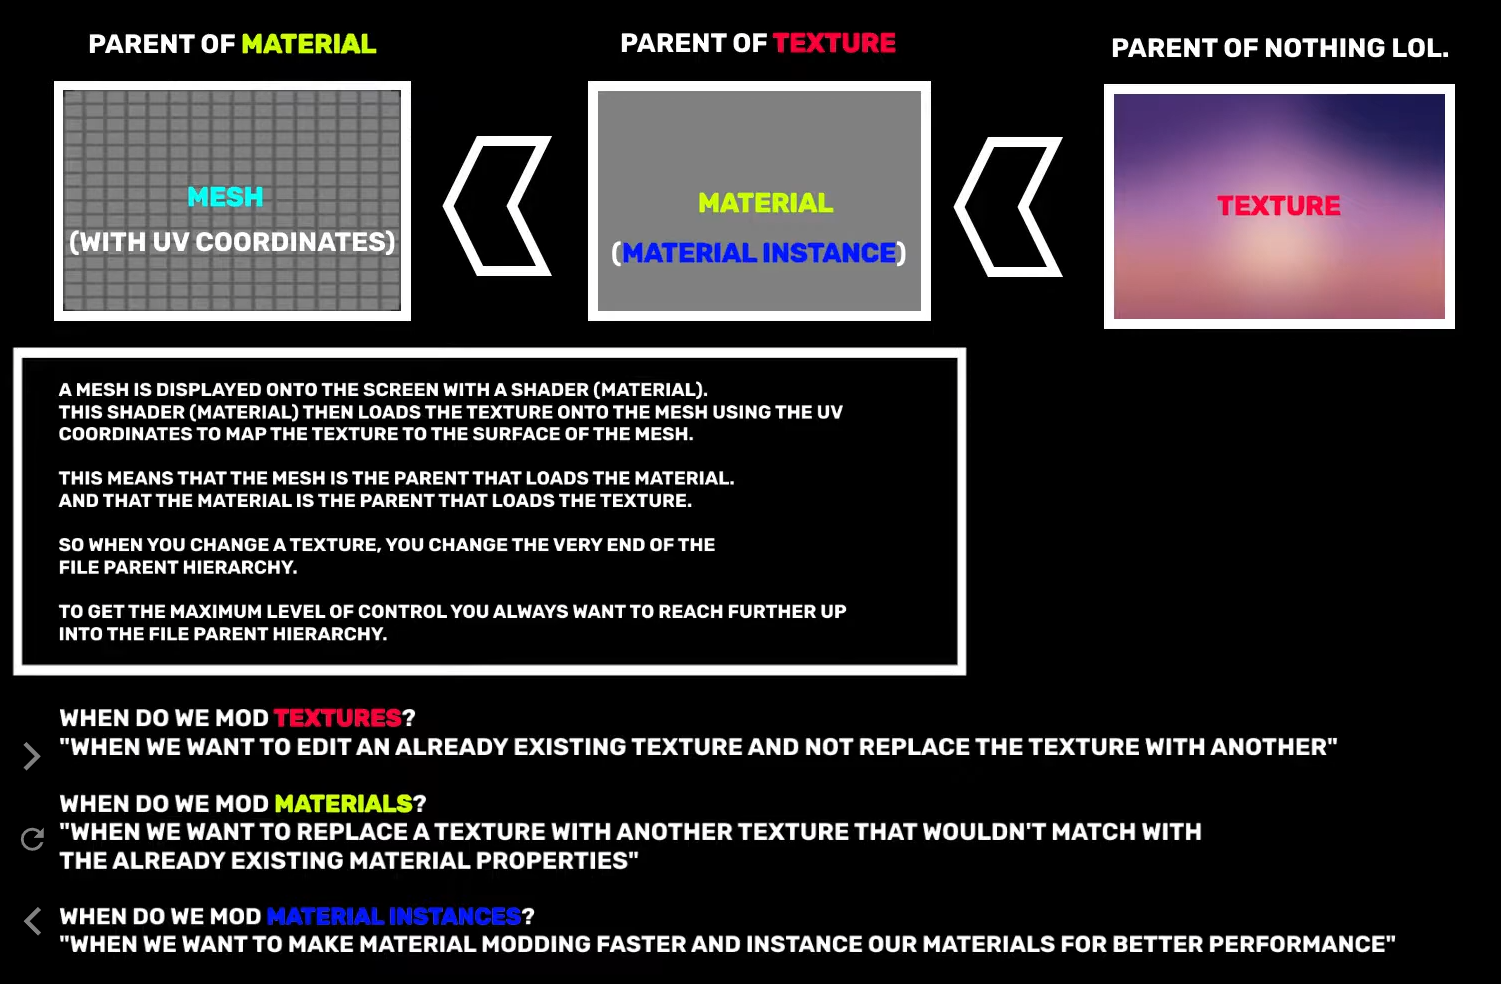 PARENT OF MATERIAL
PARENT OF TEXTURE
PARENT OF NOTHING LOL.
MESH
(WITH UV COORDINATES)
MATERIAL
(MATERIAL INSTANCE)
TEXTURE
A MESH IS DISPLAYED ONTO THE SCREEN WITH A SHADER (MATERIAL).
THIS SHADER (MATERIAL) THEN LOADS THE TEXTURE ONTO THE MESH USING THE UV
COORDINATES TO MAP THE TEXTURE TO THE SURFACE OF THE MESH.
THIS MEANS THAT THE MESH IS THE PARENT THAT LOADS THE MATERIAL.
AND THAT THE MATERIAL IS THE PARENT THAT LOADS THE TEXTURE.
SO WHEN YOU CHANGE A TEXTURE, YOU CHANGE THE VERY END OF THE
FILE PARENT HIERARCHY.
TO GET THE MAXIMUM LEVEL OF CONTROL YOU ALWAYS WANT TO REACH FURTHER UP
INTO THE FILE PARENT HIERARCHY.
WHEN DO WE MOD TEXTURES?
"WHEN WE WANT TO EDIT AN ALREADY EXISTING TEXTURE AND NOT REPLACE THE TEXTURE WITH ANOTHER"
WHEN DO WE MOD MATERIALS?
"WHEN WE WANT TO REPLACE A TEXTURE WITH ANOTHER TEXTURE THAT WOULDN'T MATCH WITH
THE ALREADY EXISTING MATERIAL PROPERTIES"
WHEN DO WE MOD MATERIAL INSTANCES?
"WHEN WE WANT TO MAKE MATERIAL MODDING FASTER AND INSTANCE OUR MATERIALS FOR BETTER PERFORMANCE"